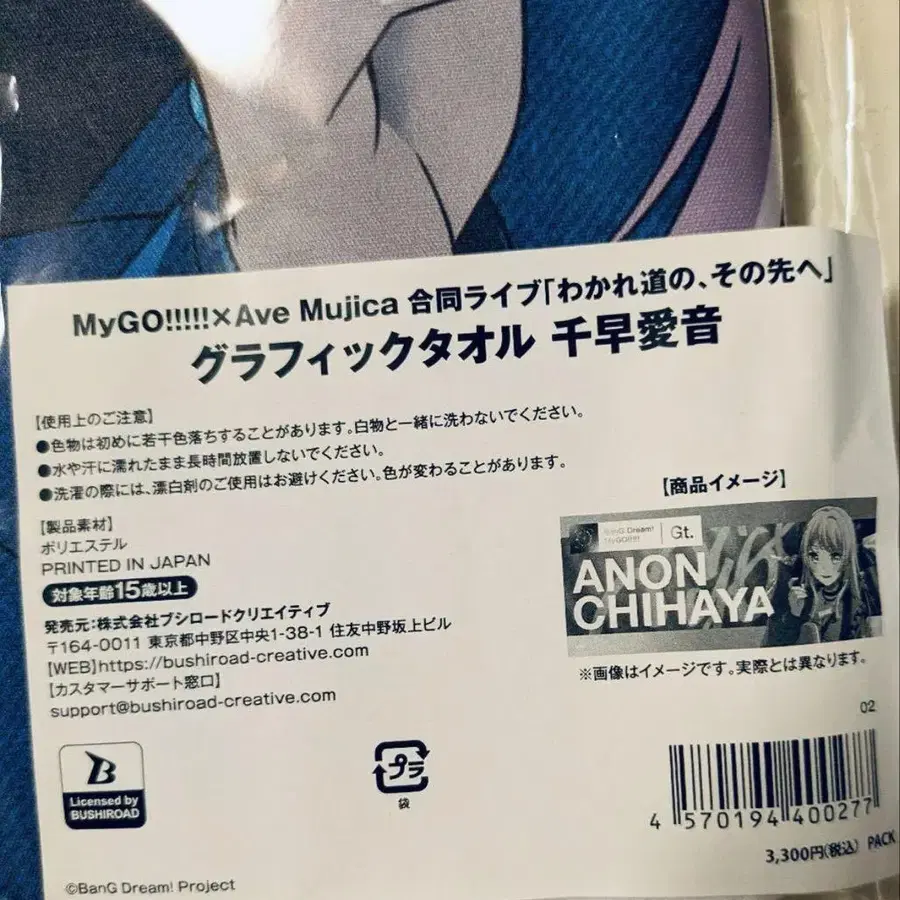 MyGO!!!!!×Ave Mujica 合同ライブ「わかれ道の、その先へ」
グラフィックタオル 千早愛音
【使用上のご注意】
●色物は初めに若干色落ちすることがあります。白物と一緒に洗わないでください。
●水や汗に濡れたまま長時間放置しないでください。
●洗濯の際には、漂白剤のご使用はお避けください。色が変わることがあります。
【製品素材】
ポリエステル
PRINTED IN JAPAN
対象年齢15歳以上
発売元:株式会社ブシロードクリエイティブ
〒164-0011 東京都中野区中央1-38-1 住友中野坂上ビル
【WEB】https://bushiroad-creative.com
【カスタマーサポート窓口】
support@bushiroad-creative.com
【商品イメージ】
BanG Dream!
MyGO!!!!!
Gt.
ANON
CHIHAYA
※画像はイメージです。実際とは異なります。
02
B
Licensed by
BUSHIROAD
プラ
袋
4 570194 400277
3,300円(税込) PACK
©BanG Dream! Project